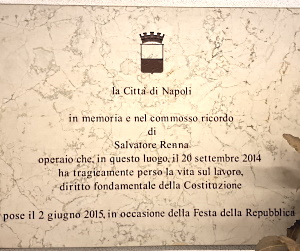 la Città di Napoli
in memoria e nel commosso ricordo
di
Salvatore Renna
operaio che, in questo luogo, il 20 settembre 2014
ha tragicamente perso la vita sul lavoro,
diritto fondamentale della Costituzione
pose il 2 giugno 2015, in occasione della Festa della Repubblica